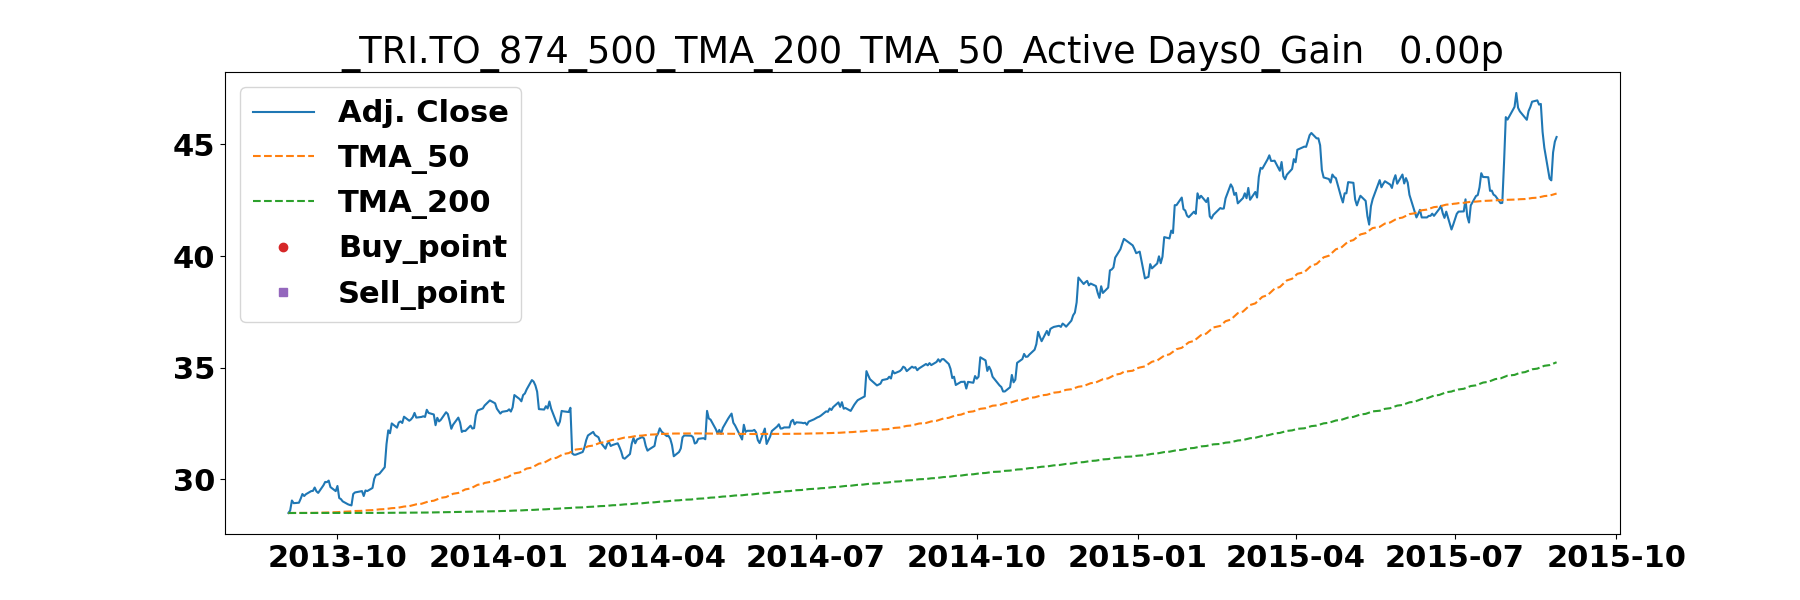 _TRI.TO_874_500_TMA_200_TMA_50_Active Days0_Gain   0.00p
Adj. Close
TMA_50
TMA_200
Buy_point
Sell_point
45
40
35
30
2013-10 2014-01 2014-04 2014-07 2014-10 2015-01 2015-04 2015-07 2015-10